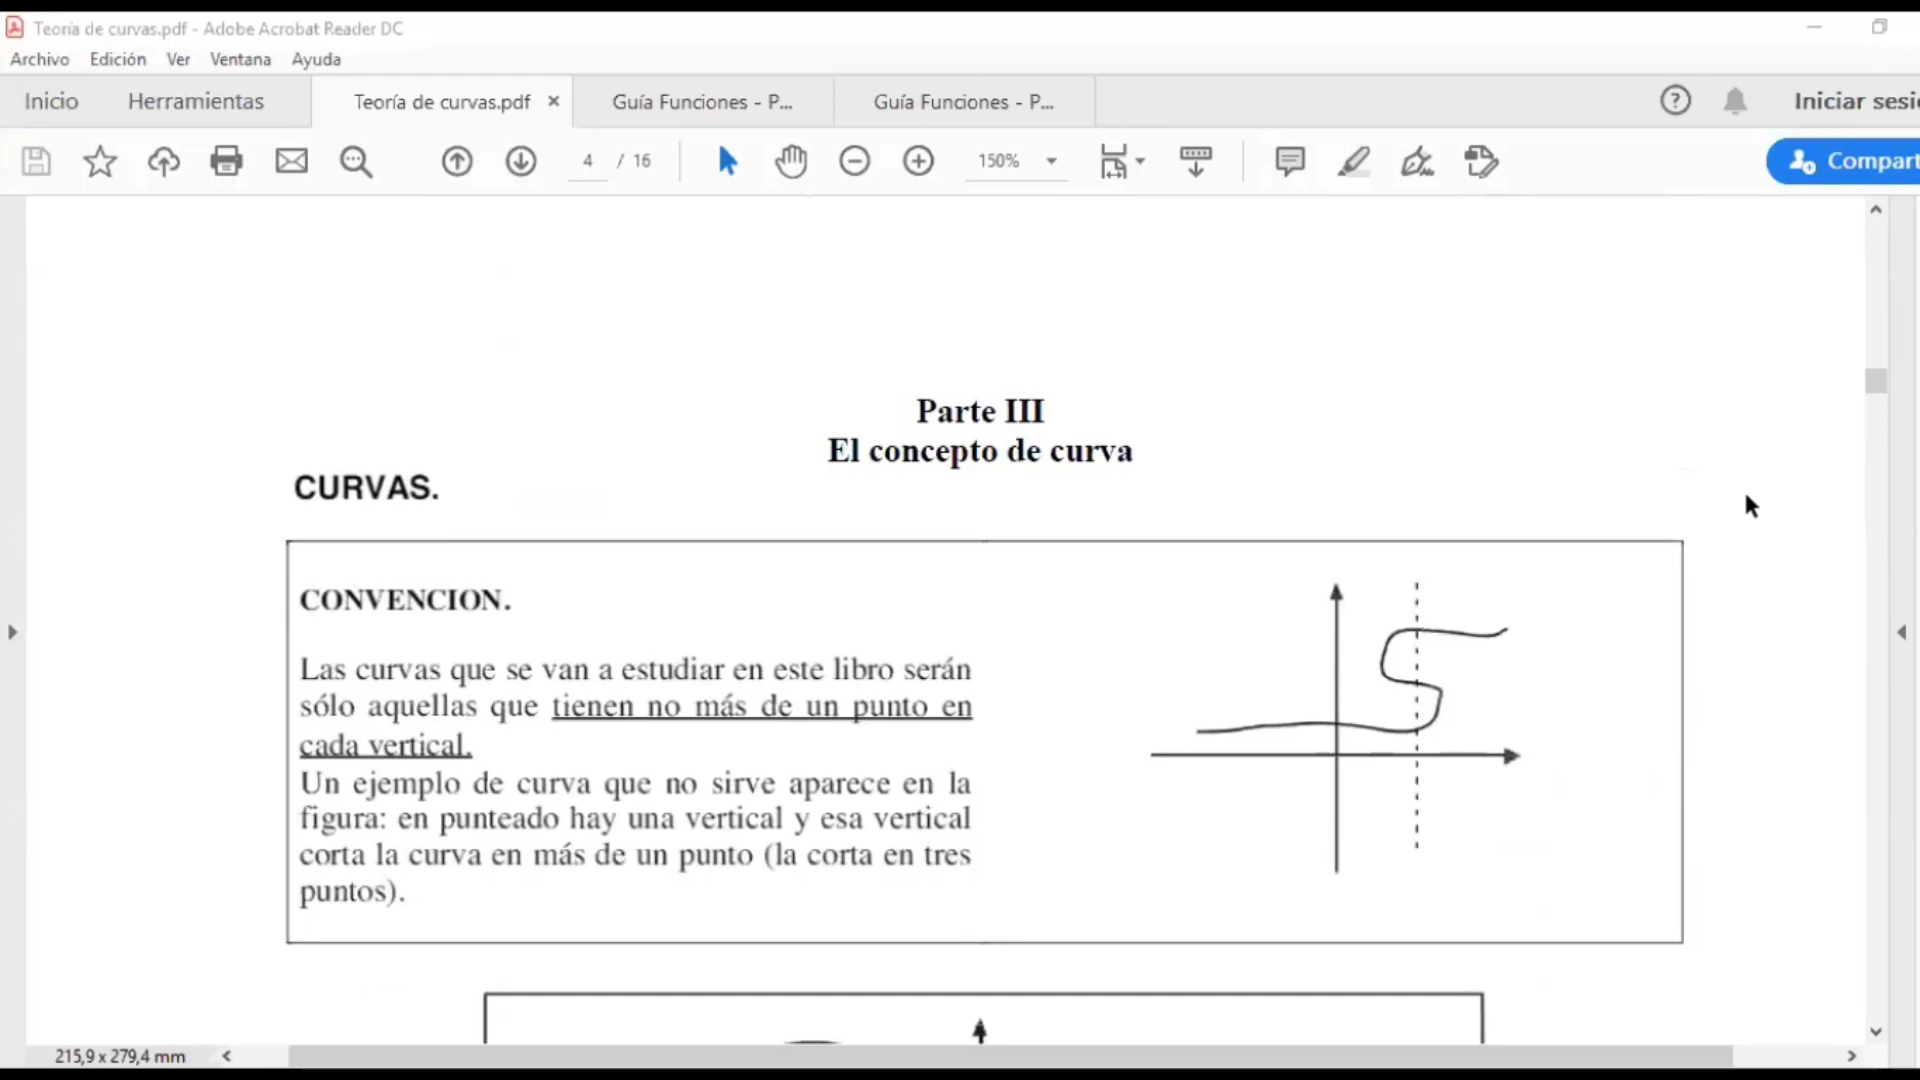 Teoría de curvas.pdf - Adobe Acrobat Reader DC
Archivo Edición Ver Ventana Ayuda
Inicio Herramientas Teoría de curvas.pdf × Guía Funciones - P... Guía Funciones - P... Iniciar sesi
4 / 16 150% Compart
Parte III
El concepto de curva
CURVAS.
CONVENCION.
Las curvas que se van a estudiar en este libro serán
sólo aquellas que tienen no más de un punto en
cada vertical.
Un ejemplo de curva que no sirve aparece en la
figura: en punteado hay una vertical y esa vertical
corta la curva en más de un punto (la corta en tres
puntos).
215,9 x 279,4 mm